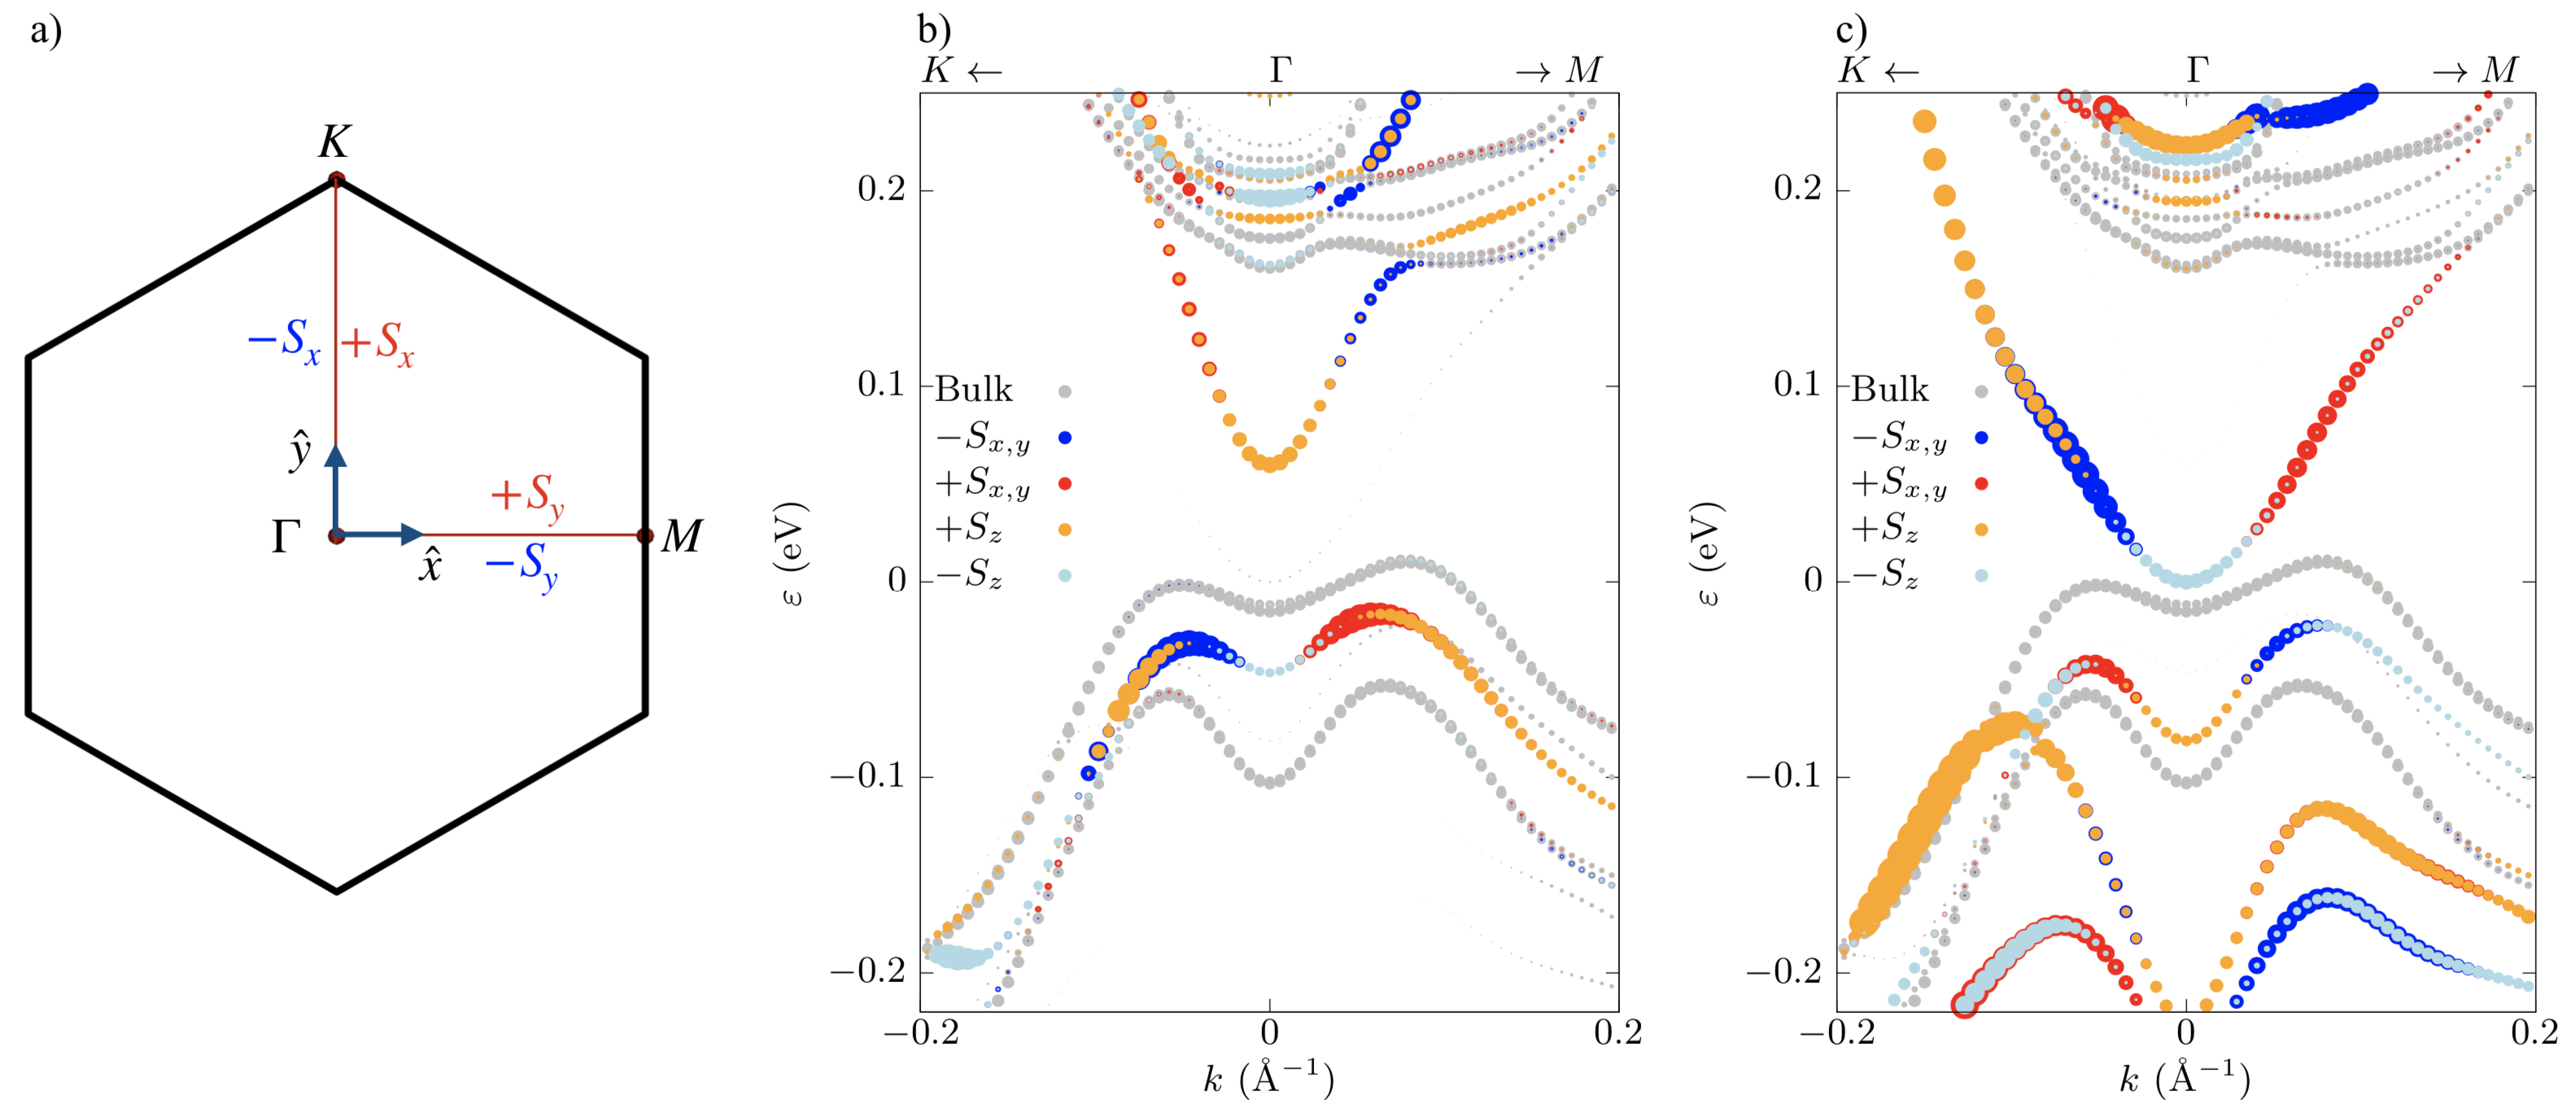 a)
K
−Sx +Sx
ŷ
+Sy
Γ
M
x̂
−Sy
b)
K ← Γ → M
0.2
0.1
0
−0.1
−0.2
ε (eV)
Bulk
−Sx,y
+Sx,y
+Sz
−Sz
−0.2 0 0.2
k (Å−1)
c)
K ← Γ → M
0.2
0.1
0
−0.1
−0.2
ε (eV)
Bulk
−Sx,y
+Sx,y
+Sz
−Sz
−0.2 0 0.2
k (Å−1)